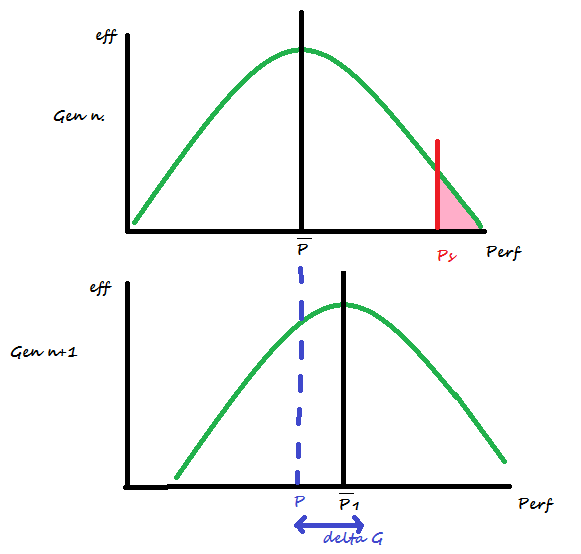 eff
Gen n.
P̅
Ps
Perf
eff
Gen n+1
P
P̅1
Perf
delta G